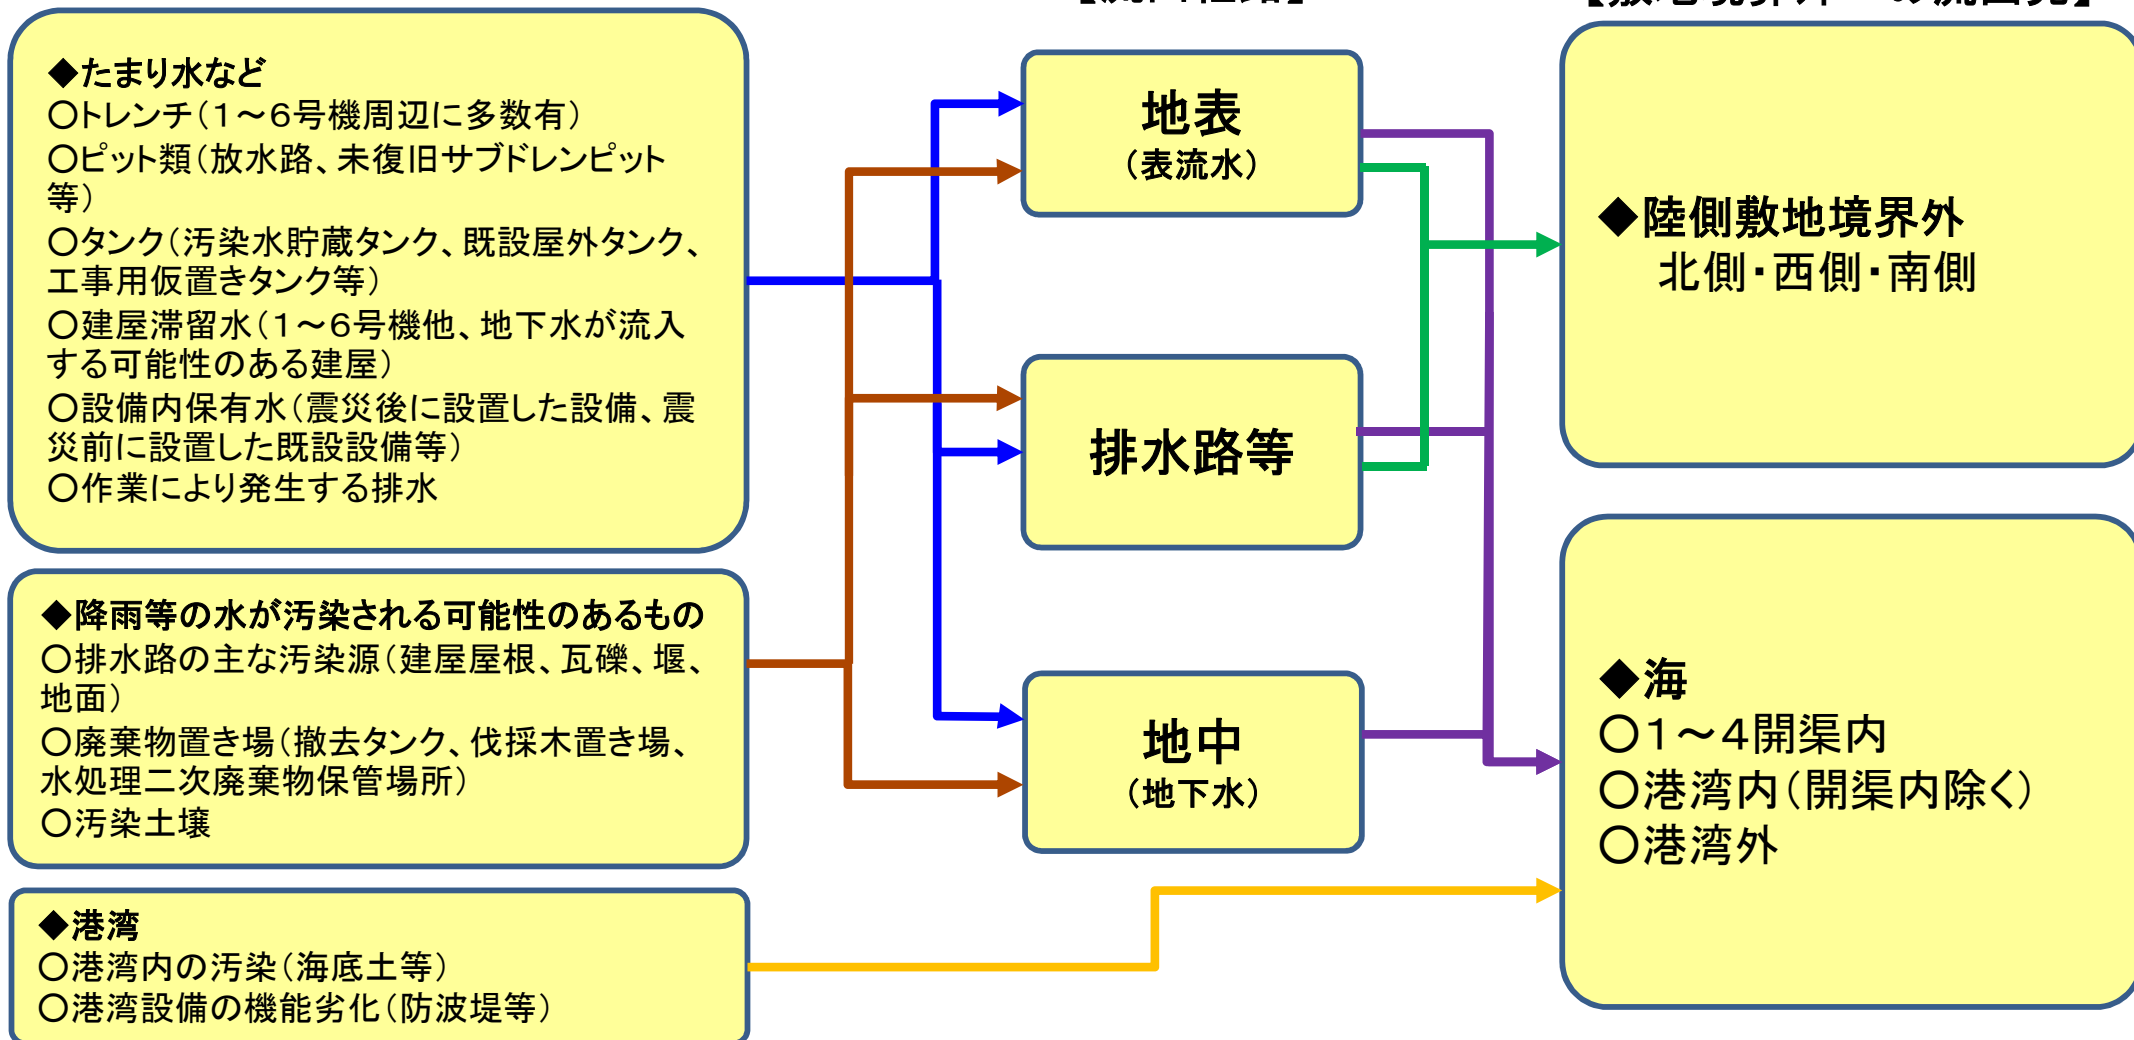 ◆たまり水など
○トレンチ（１～６号機周辺に多数有）
○ピット類（放水路、未復旧サブドレンピット
等）
○タンク（汚染水貯蔵タンク、既設屋外タンク、
工事用仮置きタンク等）
○建屋滞留水（１～６号機他、地下水が流入
する可能性のある建屋）
○設備内保有水（震災後に設置した設備、震
災前に設置した既設設備等）
○作業により発生する排水
◆降雨等の水が汚染される可能性のあるもの
○排水路の主な汚染源（建屋屋根、瓦礫、堰、
地面）
○廃棄物置き場（撤去タンク、伐採木置き場、
水処理二次廃棄物保管場所）
○汚染土壌
◆港湾
○港湾内の汚染（海底土等）
○港湾設備の機能劣化（防波堤等）
地表
（表流水）
排水路等
地中
（地下水）
◆陸側敷地境界外
北側・西側・南側
◆海
○１～４開渠内
○港湾内（開渠内除く）
○港湾外